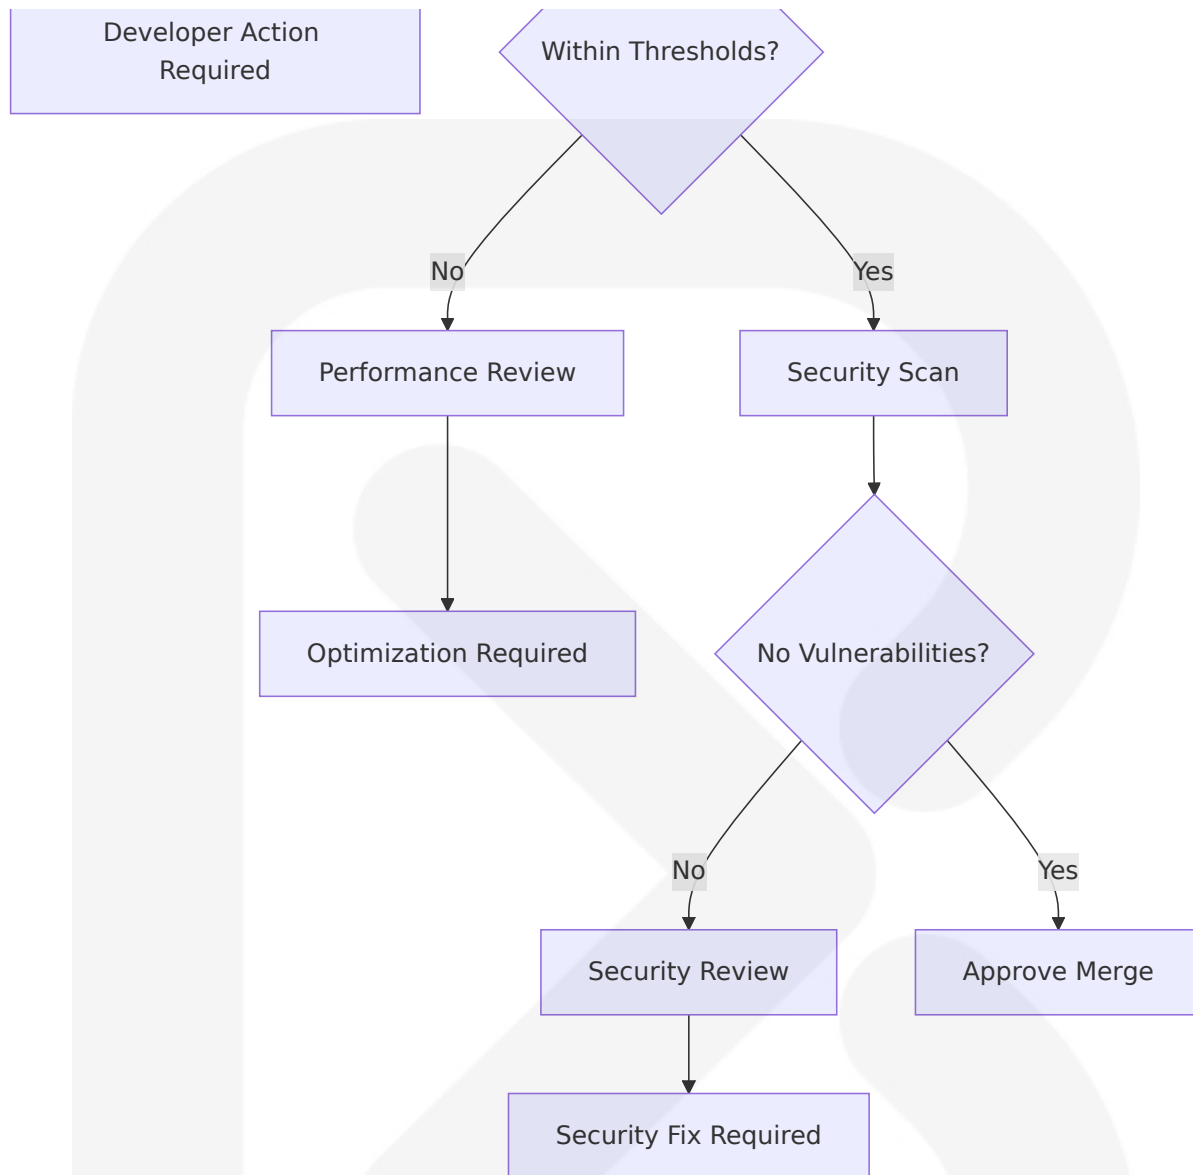 Developer Action
Required
Within Thresholds?
No
Yes
Performance Review
Security Scan
Optimization Required
No Vulnerabilities?
No
Yes
Security Review
Approve Merge
Security Fix Required